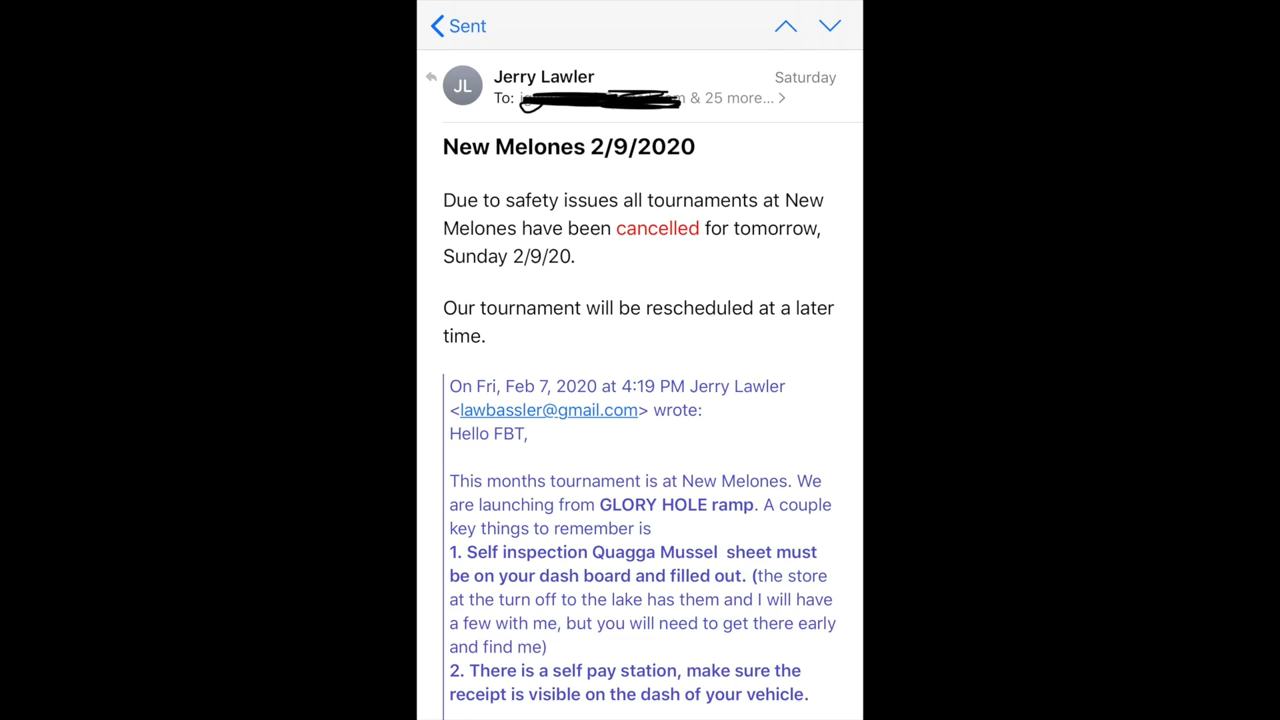 Sent
Jerry Lawler
Saturday
JL
To:
& 25 more...
New Melones 2/9/2020
Due to safety issues all tournaments at New
Melones have been cancelled for tomorrow,
Sunday 2/9/20.
Our tournament will be rescheduled at a later
time.
On Fri, Feb 7, 2020 at 4:19 PM Jerry Lawler
<lawbassler@gmail.com> wrote:
Hello FBT,
This months tournament is at New Melones. We
are launching from GLORY HOLE ramp. A couple
key things to remember is
1. Self inspection Quagga Mussel  sheet must
be on your dash board and filled out. (the store
at the turn off to the lake has them and I will have
a few with me, but you will need to get there early
and find me)
2. There is a self pay station, make sure the
receipt is visible on the dash of your vehicle.